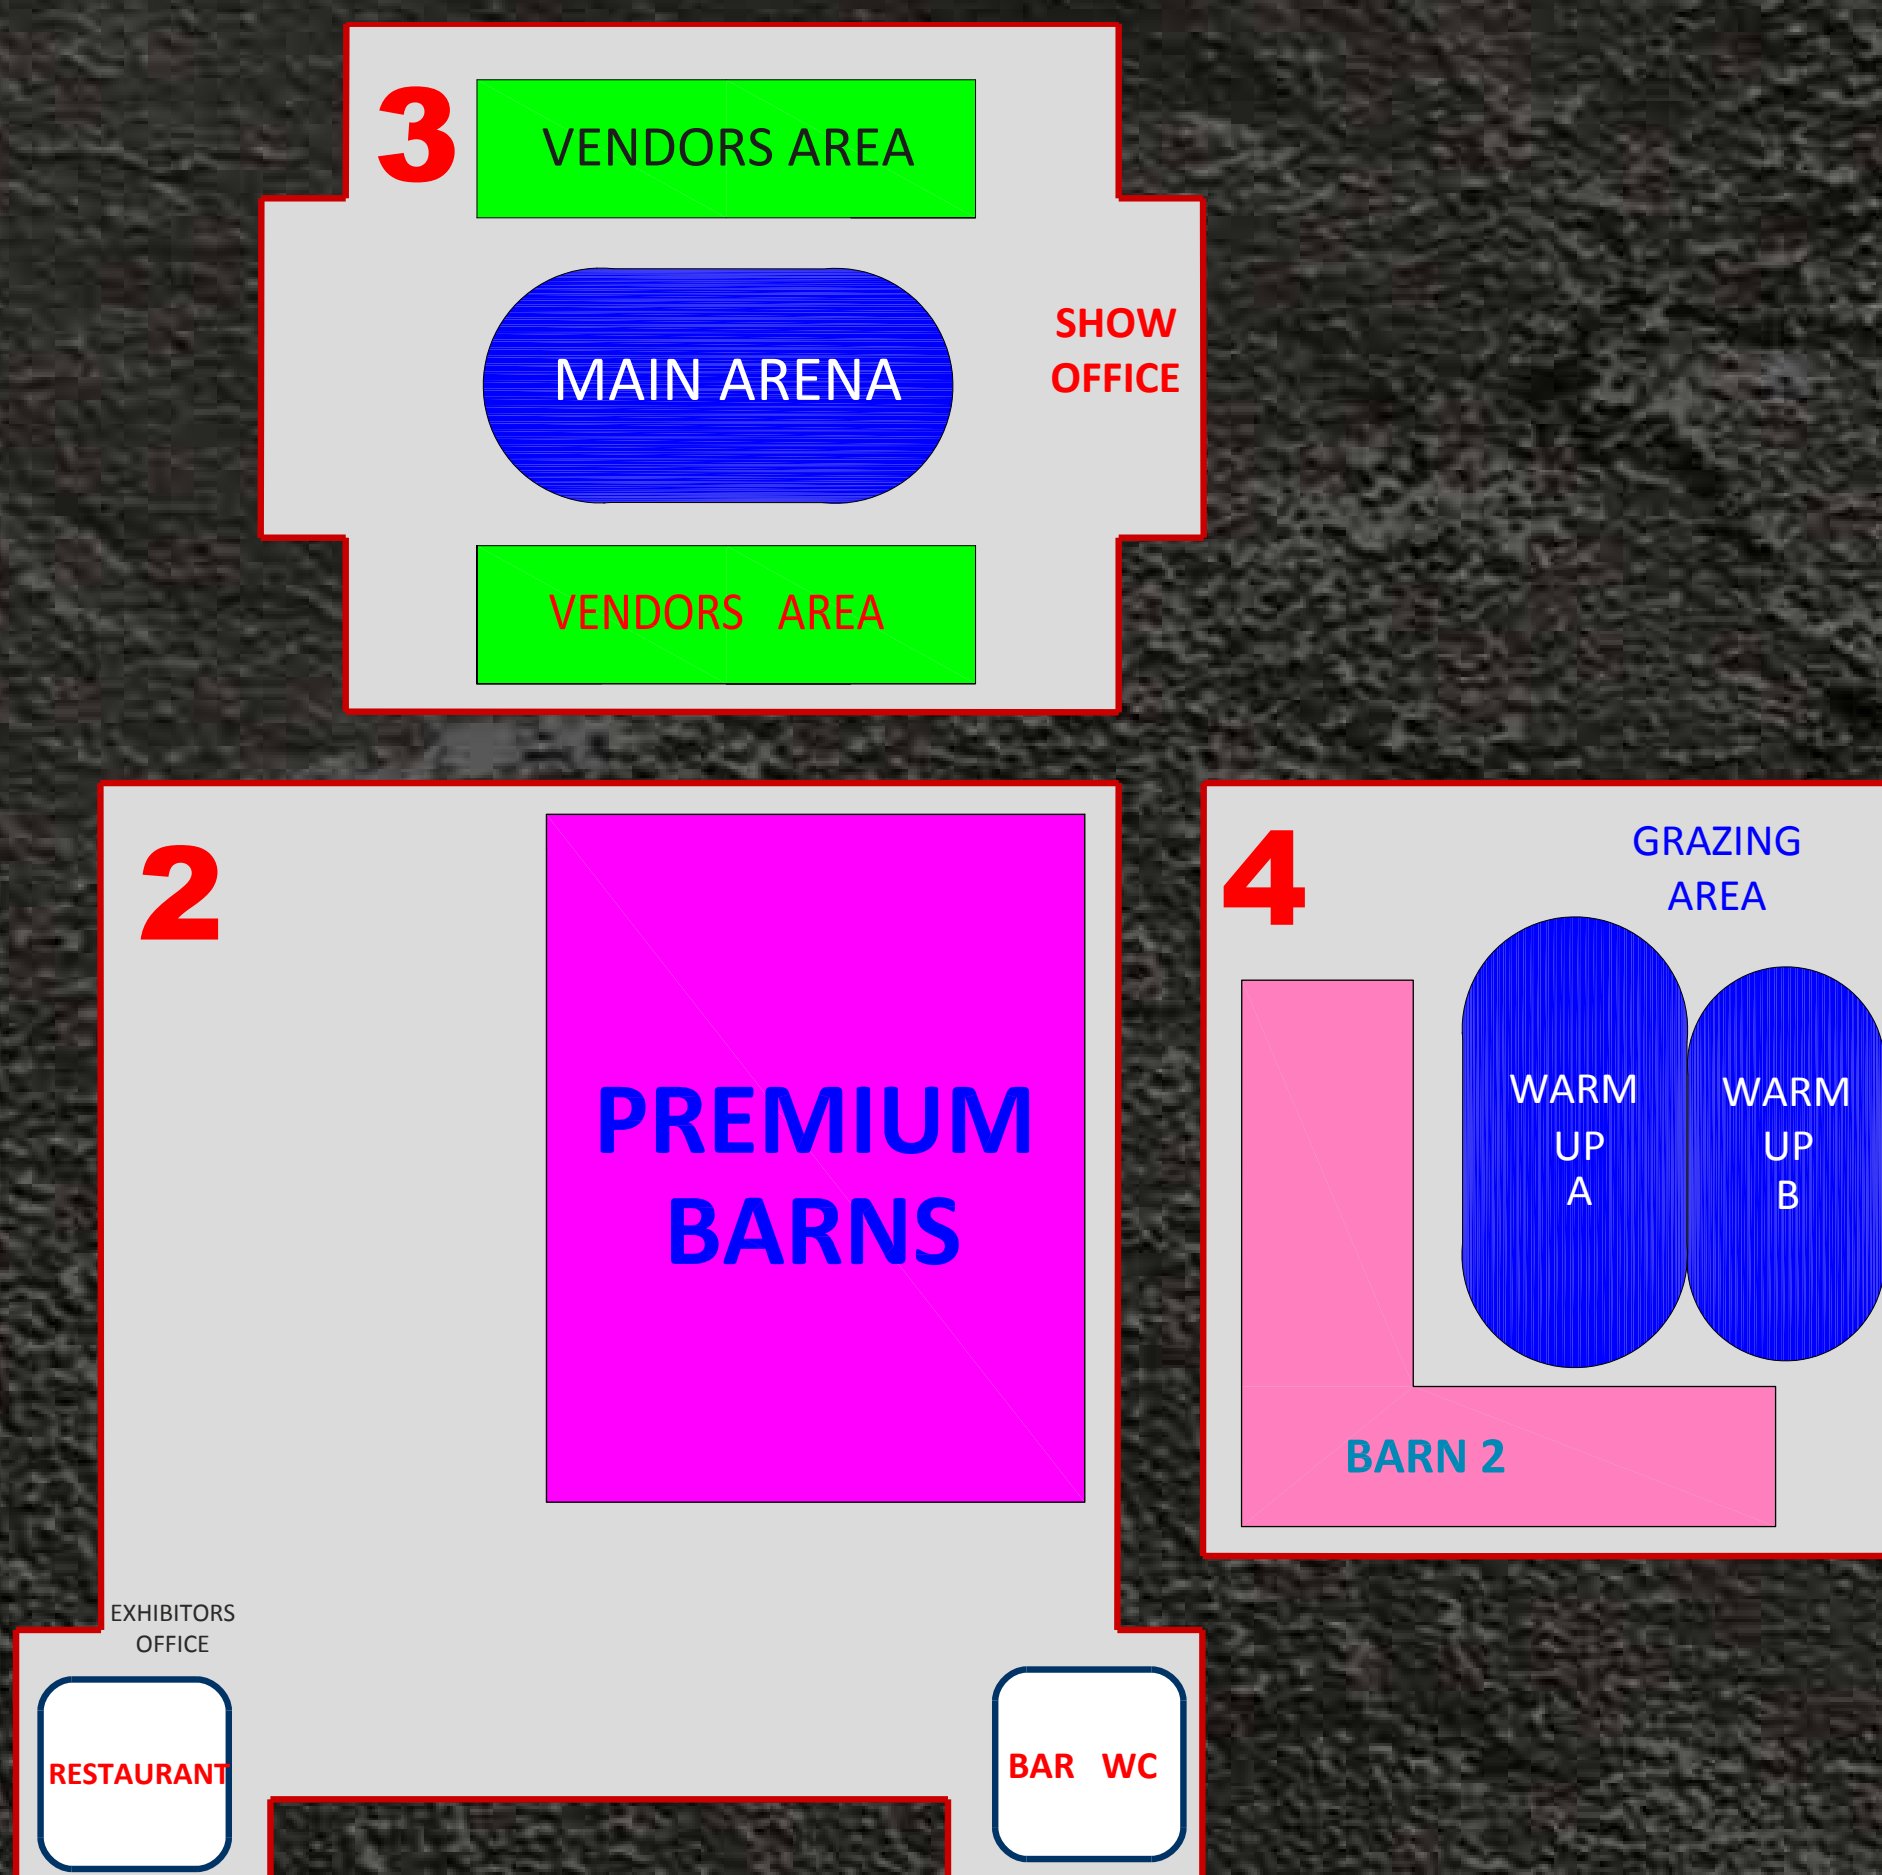 3
VENDORS AREA
MAIN ARENA
SHOW
OFFICE
VENDORS AREA
2
PREMIUM
BARNS
EXHIBITORS
OFFICE
RESTAURANT
BAR WC
4
GRAZING
AREA
WARM
UP
A
WARM
UP
B
BARN 2